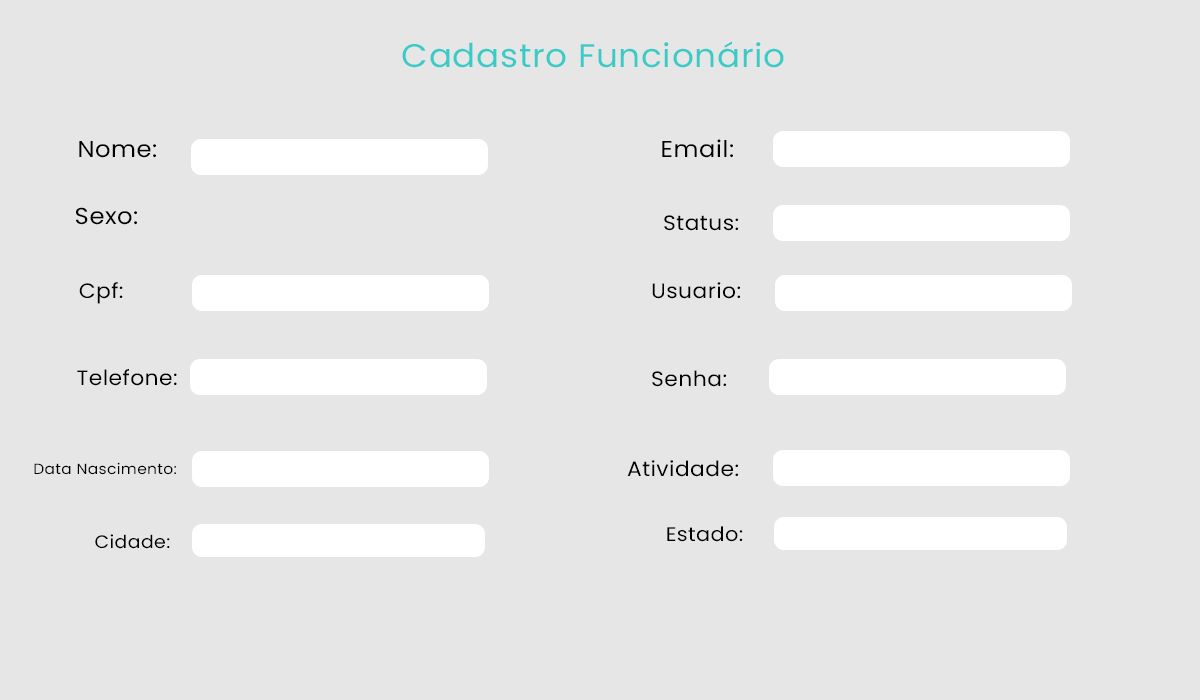 Cadastro Funcionário
Nome:
Sexo:
Cpf:
Telefone:
Data Nascimento:
Cidade:
Email:
Status:
Usuario:
Senha:
Atividade:
Estado: